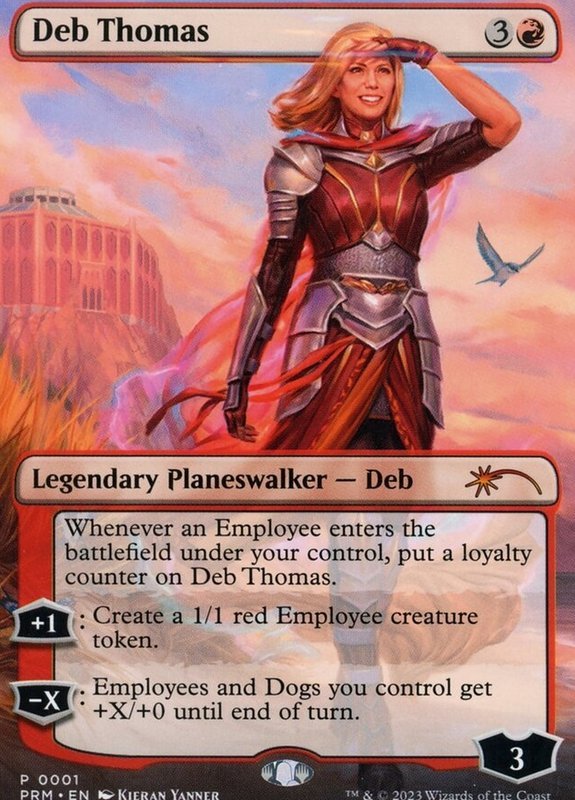 Deb Thomas 3
Legendary Planeswalker — Deb
Whenever an Employee enters the
battlefield under your control, put a loyalty
counter on Deb Thomas.
+1: Create a 1/1 red Employee creature
token.
−X: Employees and Dogs you control get
+X/+0 until end of turn.
3
P 0001
PRM • EN Kieran Yanner ™ & © 2023 Wizards of the Coast